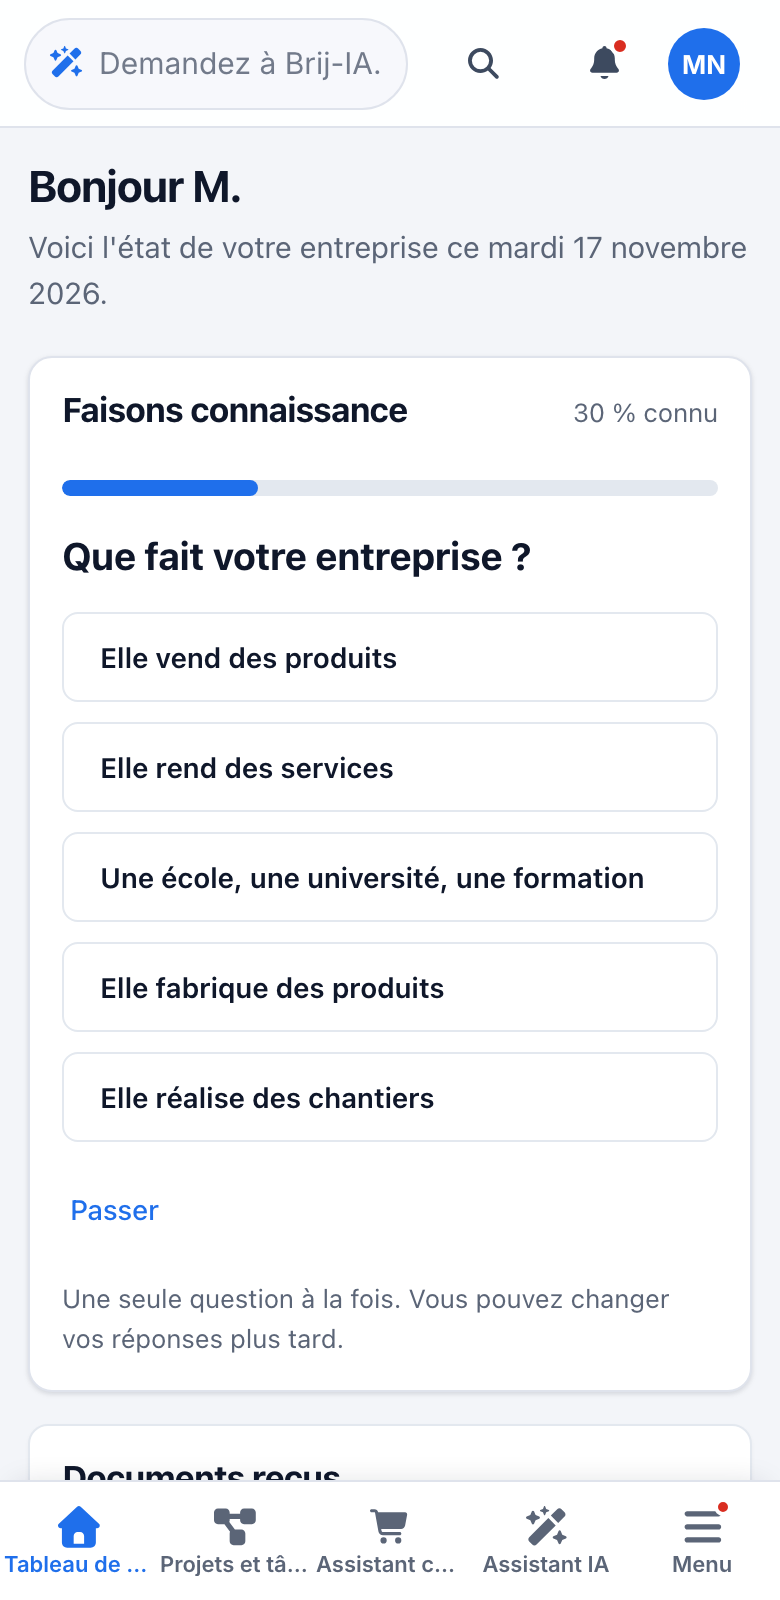 Demandez à Brij-IA.
MN
Bonjour M.
Voici l'état de votre entreprise ce mardi 17 novembre
2026.
Faisons connaissance
30 % connu
Que fait votre entreprise ?
Elle vend des produits
Elle rend des services
Une école, une université, une formation
Elle fabrique des produits
Elle réalise des chantiers
Passer
Une seule question à la fois. Vous pouvez changer
vos réponses plus tard.
Documents reçus
Tableau de ...
Projets et tâ...
Assistant c...
Assistant IA
Menu